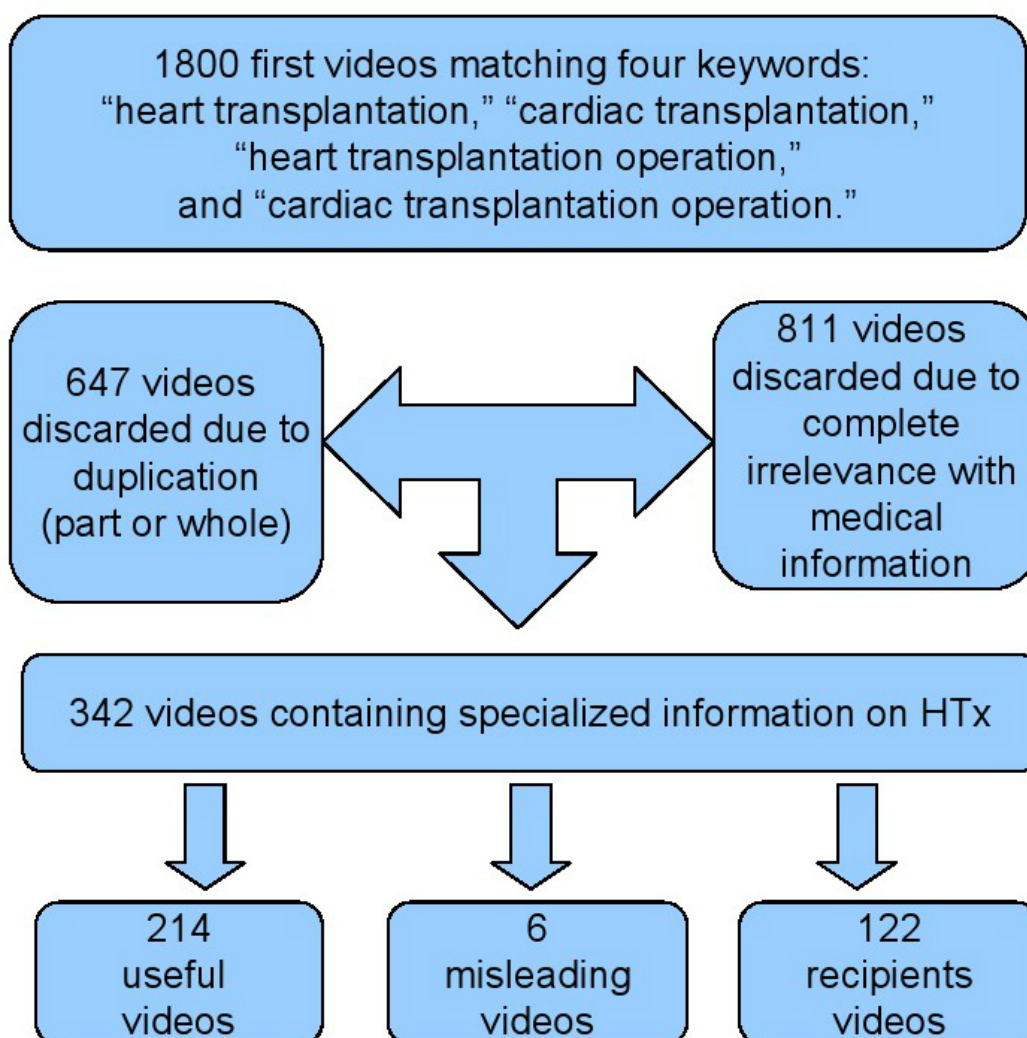 1800 first videos matching four keywords:
“heart transplantation,” “cardiac transplantation,”
“heart transplantation operation,”
and “cardiac transplantation operation.”
647 videos
discarded due to
duplication
(part or whole)
811 videos
discarded due to
complete
irrelevance with
medical
information
342 videos containing specialized information on HTx
214
useful
videos
6
misleading
videos
122
recipients
videos